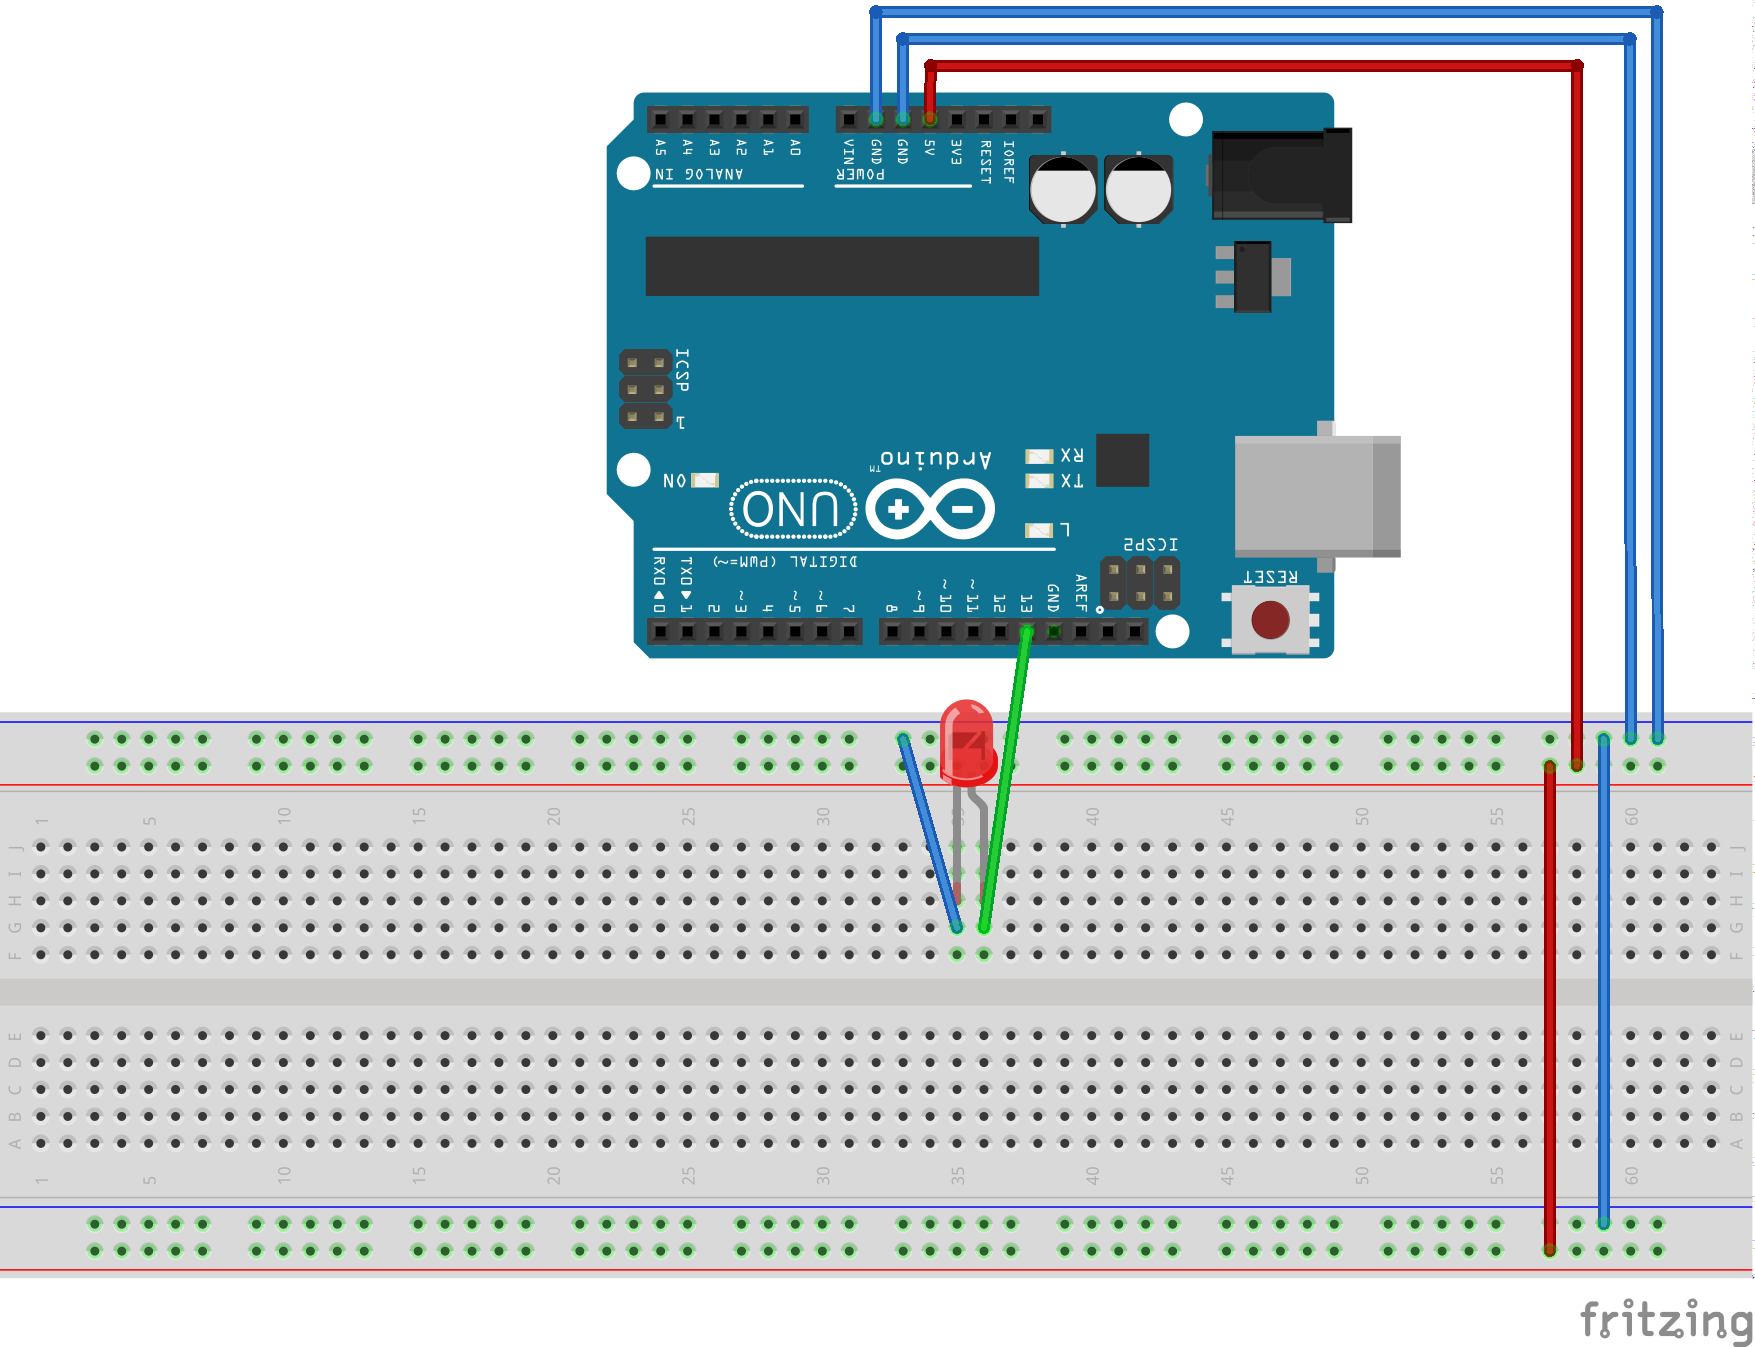 A5 A4 A3 A2 A1 A0
VIN GND GND 5V 3V3 RESET IOREF
ANALOG IN
POWER
ICSP
1
Arduino™
RX
TX
ON
UNO
L
ICSP2
DIGITAL (PWM=~)
RESET
RX0◀0 TX0▶1 2 ~3 4 ~5 ~6 7 8 ~9 ~10 ~11 12 13 GND AREF
1 5 10 15 20 25 30 35 40 45 50 55 60
J J
I I
H H
G G
F F
E E
D D
C C
B B
A A
1 5 10 15 20 25 30 35 40 45 50 55 60
fritzing